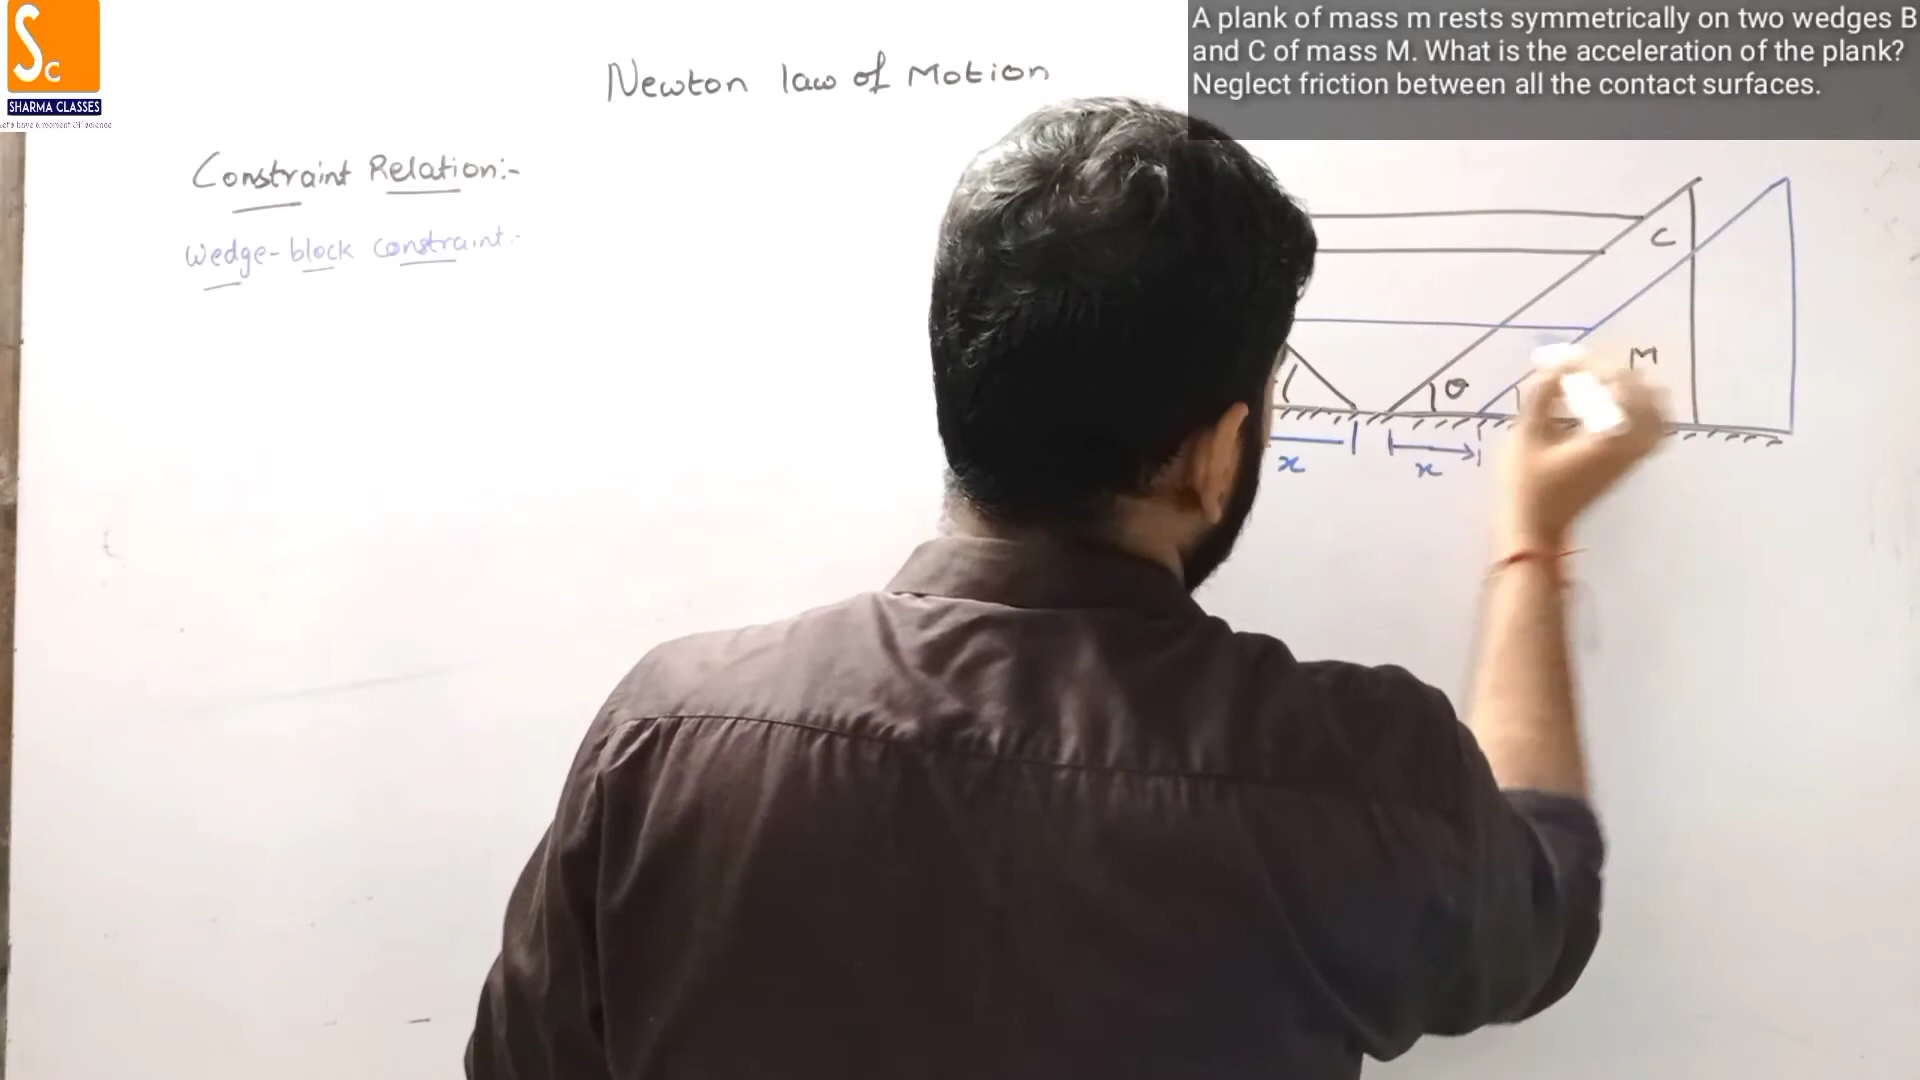 Sc
SHARMA CLASSES
A plank of mass m rests symmetrically on two wedges B
and C of mass M. What is the acceleration of the plank?
Neglect friction between all the contact surfaces.
Newton law of Motion
Constraint Relation:-
Wedge-block constraint:-
C
M
θ
x
x